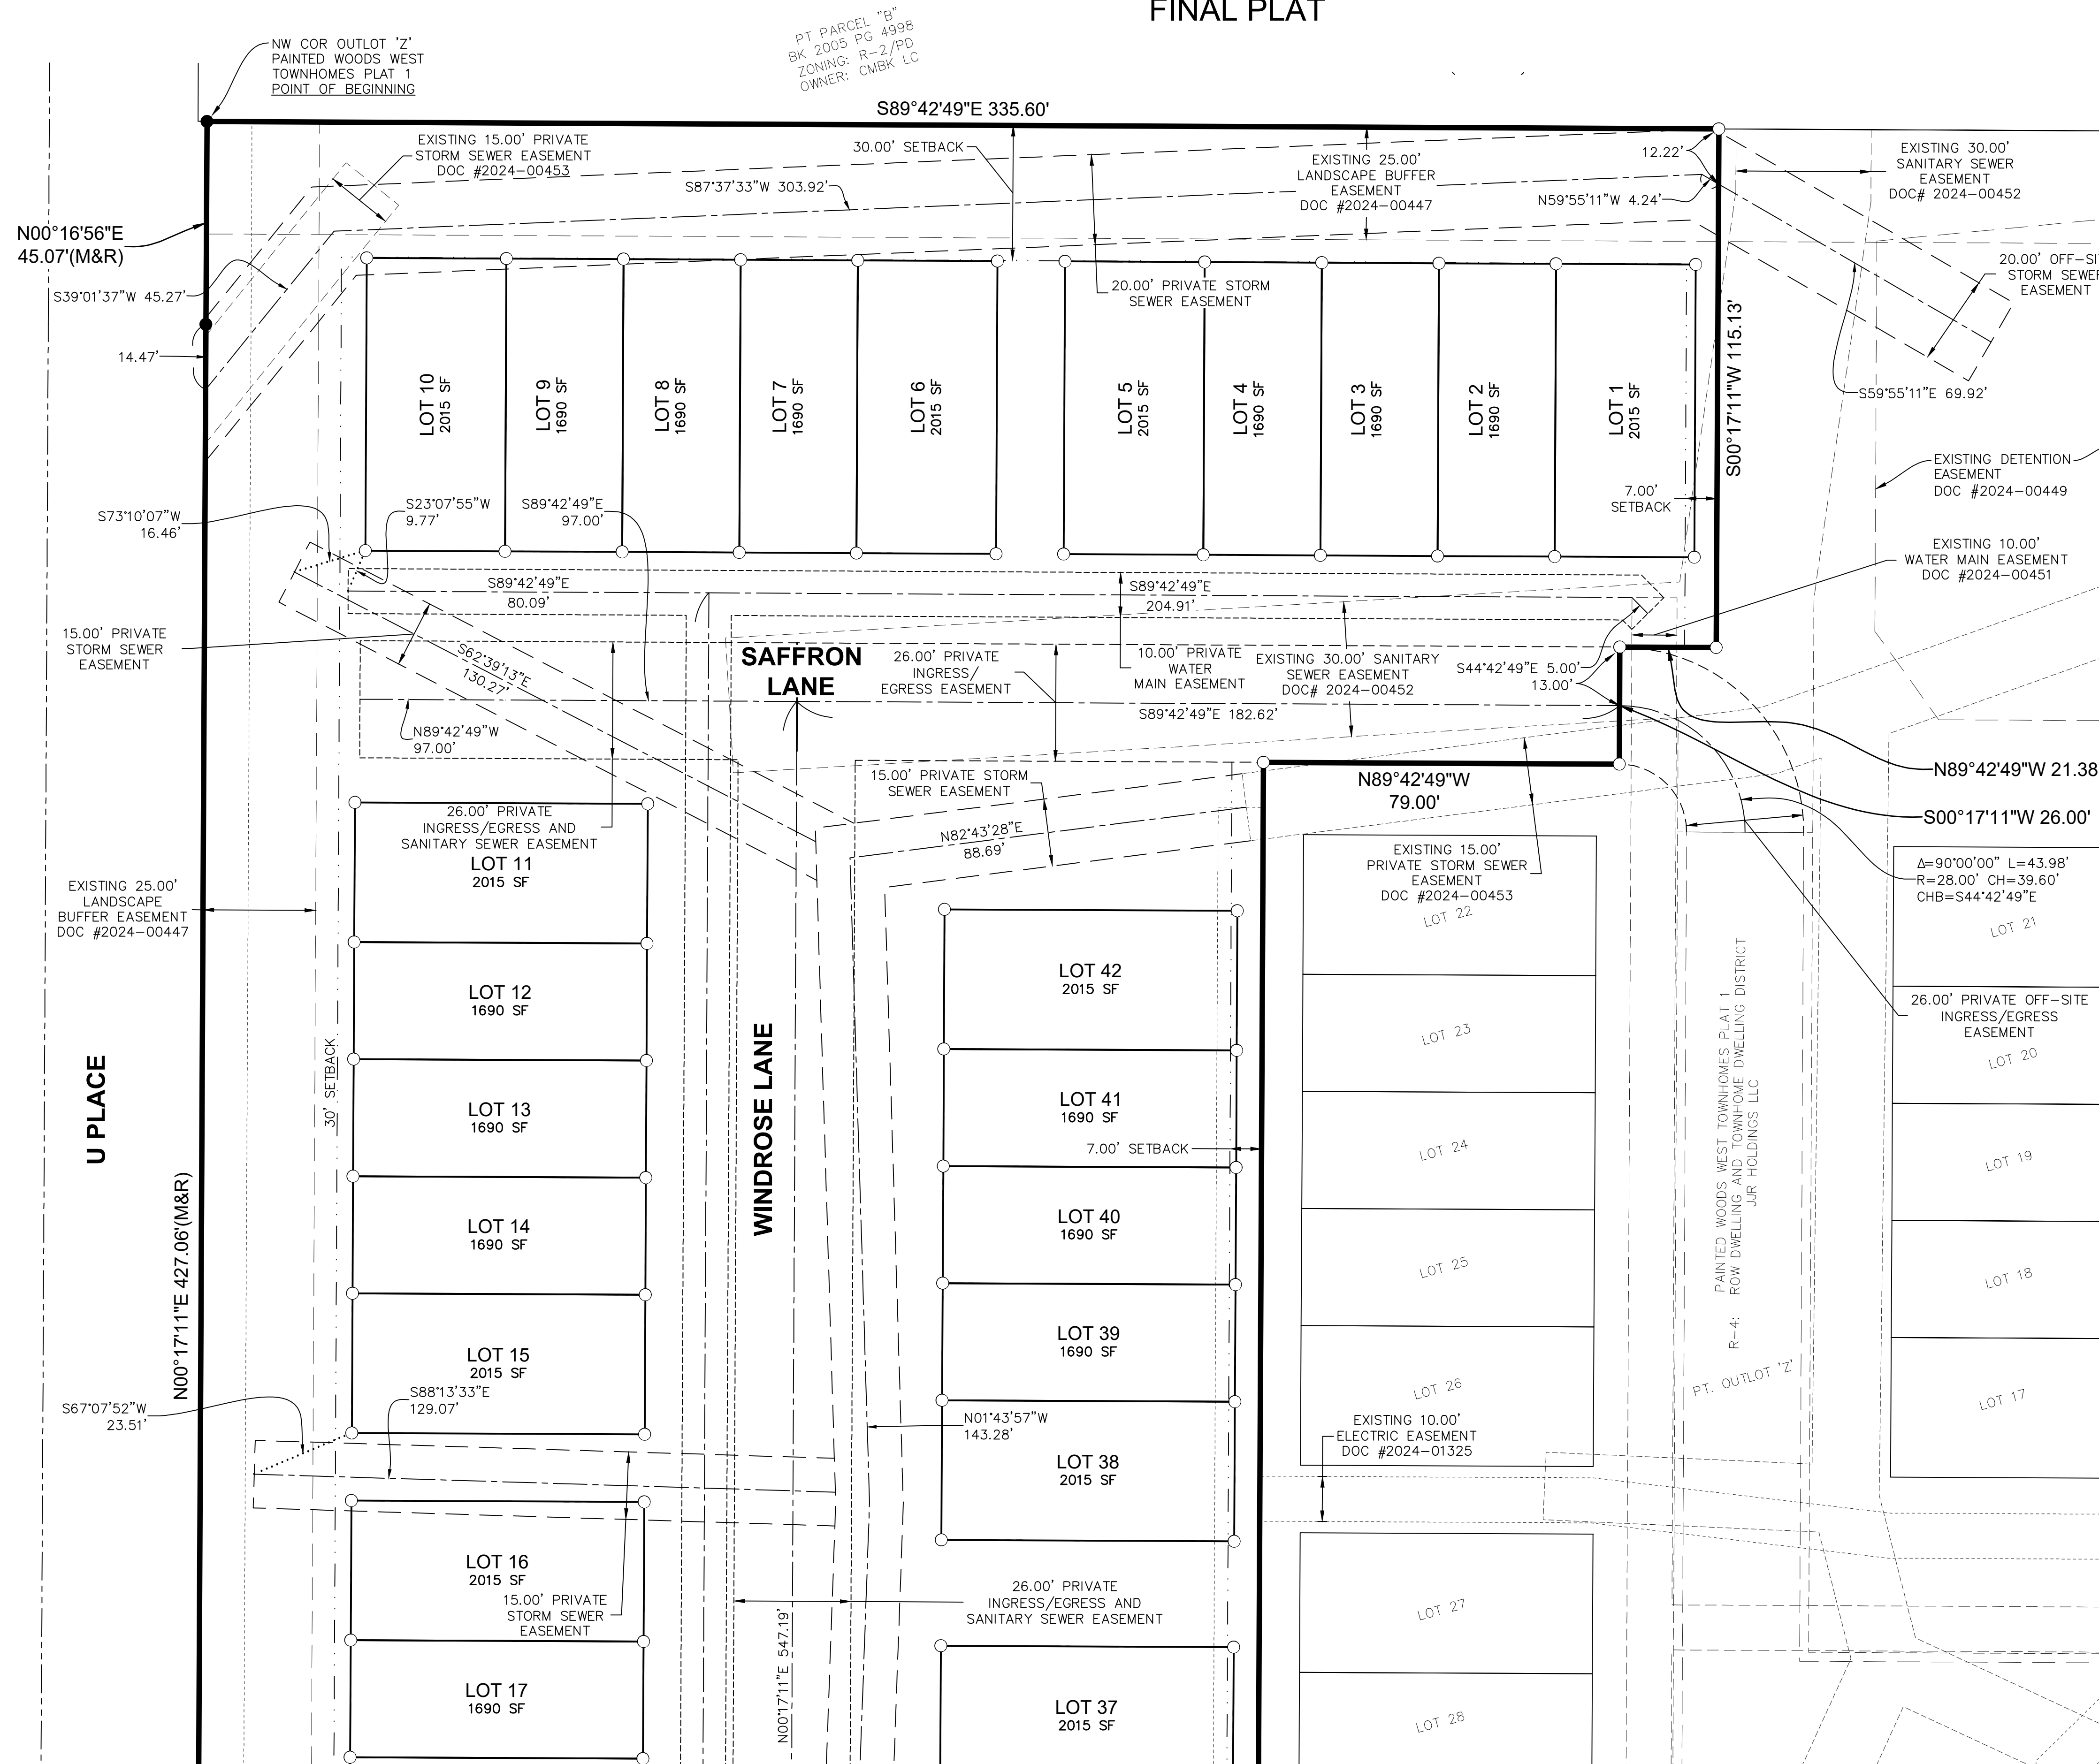 FINAL PLAT
PT PARCEL "B"
BK 2005 PG 4998
ZONING: R-2/PD
OWNER: CMBK LC
NW COR OUTLOT 'Z'
PAINTED WOODS WEST
TOWNHOMES PLAT 1
POINT OF BEGINNING
S89°42'49"E 335.60'
EXISTING 15.00' PRIVATE
STORM SEWER EASEMENT
DOC #2024-00453
30.00' SETBACK
S87°37'33"W 303.92'
EXISTING 25.00'
LANDSCAPE BUFFER
EASEMENT
DOC #2024-00447
12.22'
N59°55'11"W 4.24'
EXISTING 30.00'
SANITARY SEWER
EASEMENT
DOC# 2024-00452
N00°16'56"E
45.07'(M&R)
S39°01'37"W 45.27'
14.47'
20.00' PRIVATE STORM
SEWER EASEMENT
20.00' OFF-SI
STORM SEWER
EASEMENT
S59°55'11"E 69.92'
S00°17'11"W 115.13'
LOT 10
2015 SF
LOT 9
1690 SF
LOT 8
1690 SF
LOT 7
1690 SF
LOT 6
2015 SF
LOT 5
2015 SF
LOT 4
1690 SF
LOT 3
1690 SF
LOT 2
1690 SF
LOT 1
2015 SF
EXISTING DETENTION
EASEMENT
DOC #2024-00449
7.00'
SETBACK
S73°10'07"W
16.46'
S23°07'55"W
9.77'
S89°42'49"E
97.00'
EXISTING 10.00'
WATER MAIN EASEMENT
DOC #2024-00451
S89°42'49"E
80.09'
S89°42'49"E
204.91'
15.00' PRIVATE
STORM SEWER
EASEMENT
S62°39'13"E
130.27'
SAFFRON
LANE
26.00' PRIVATE
INGRESS/
EGRESS EASEMENT
10.00' PRIVATE
WATER
MAIN EASEMENT
EXISTING 30.00' SANITARY
SEWER EASEMENT
DOC# 2024-00452
S44°42'49"E 5.00'
13.00'
S89°42'49"E 182.62'
N89°42'49"W
97.00'
N89°42'49"W 21.38
N89°42'49"W
79.00'
15.00' PRIVATE STORM
SEWER EASEMENT
S00°17'11"W 26.00'
26.00' PRIVATE
INGRESS/EGRESS AND
SANITARY SEWER EASEMENT
N82°43'28"E
88.69'
EXISTING 15.00'
PRIVATE STORM SEWER
EASEMENT
DOC #2024-00453
Δ=90°00'00" L=43.98'
R=28.00' CH=39.60'
CHB=S44°42'49"E
LOT 11
2015 SF
EXISTING 25.00'
LANDSCAPE
BUFFER EASEMENT
DOC #2024-00447
LOT 22
LOT 21
LOT 42
2015 SF
LOT 12
1690 SF
26.00' PRIVATE OFF-SITE
INGRESS/EGRESS
EASEMENT
LOT 23
LOT 20
U PLACE
30' SETBACK
WINDROSE LANE
LOT 13
1690 SF
LOT 41
1690 SF
7.00' SETBACK
LOT 24
LOT 19
R-4:
PAINTED WOODS WEST TOWNHOMES PLAT 1
ROW DWELLING AND TOWNHOME DWELLING DISTRICT
JJR HOLDINGS LLC
N00°17'11"E 427.06'(M&R)
LOT 14
1690 SF
LOT 40
1690 SF
LOT 25
LOT 18
LOT 15
2015 SF
LOT 39
1690 SF
LOT 26
PT. OUTLOT 'Z'
LOT 17
S67°07'52"W
23.51'
S88°13'33"E
129.07'
N01°43'57"W
143.28'
EXISTING 10.00'
ELECTRIC EASEMENT
DOC #2024-01325
LOT 38
2015 SF
LOT 16
2015 SF
15.00' PRIVATE
STORM SEWER
EASEMENT
26.00' PRIVATE
INGRESS/EGRESS AND
SANITARY SEWER EASEMENT
N00°17'11"E 547.19'
LOT 27
LOT 17
1690 SF
LOT 37
2015 SF
LOT 28